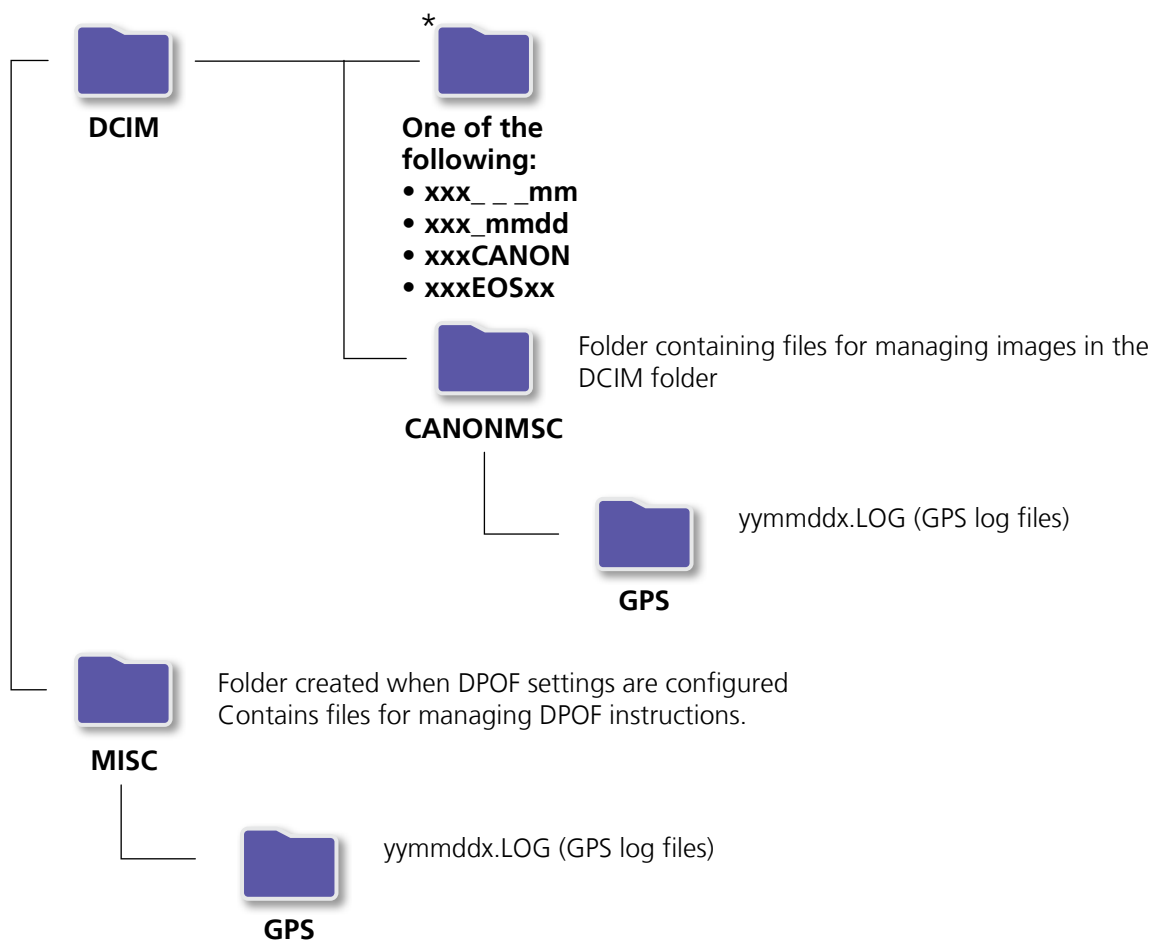 *
DCIM
One of the
following:
• xxx_ _ _mm
• xxx_mmdd
• xxxCANON
• xxxEOSxx
Folder containing files for managing images in the
DCIM folder
CANONMSC
yymmddx.LOG (GPS log files)
GPS
Folder created when DPOF settings are configured
Contains files for managing DPOF instructions.
MISC
yymmddx.LOG (GPS log files)
GPS